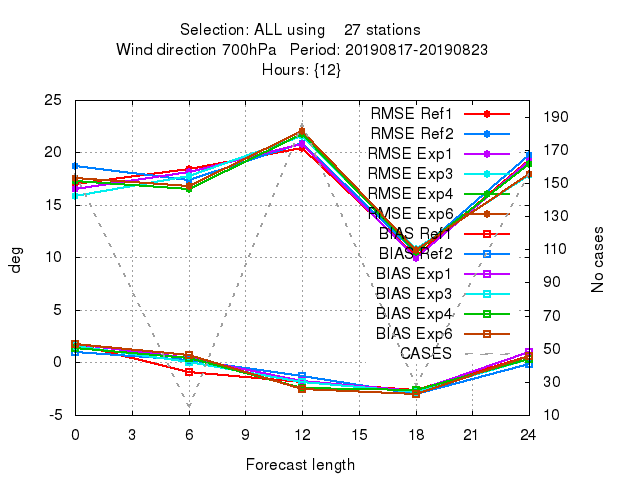 Selection: ALL using 27 stations
Wind direction 700hPa Period: 20190817-20190823
Hours: {12}
25
20
15
10
5
0
-5
deg
190
170
150
130
110
90
70
50
30
10
No cases
RMSE Ref1
RMSE Ref2
RMSE Exp1
RMSE Exp3
RMSE Exp4
RMSE Exp6
BIAS Ref1
BIAS Ref2
BIAS Exp1
BIAS Exp3
BIAS Exp4
BIAS Exp6
CASES
0 3 6 9 12 15 18 21 24
Forecast length